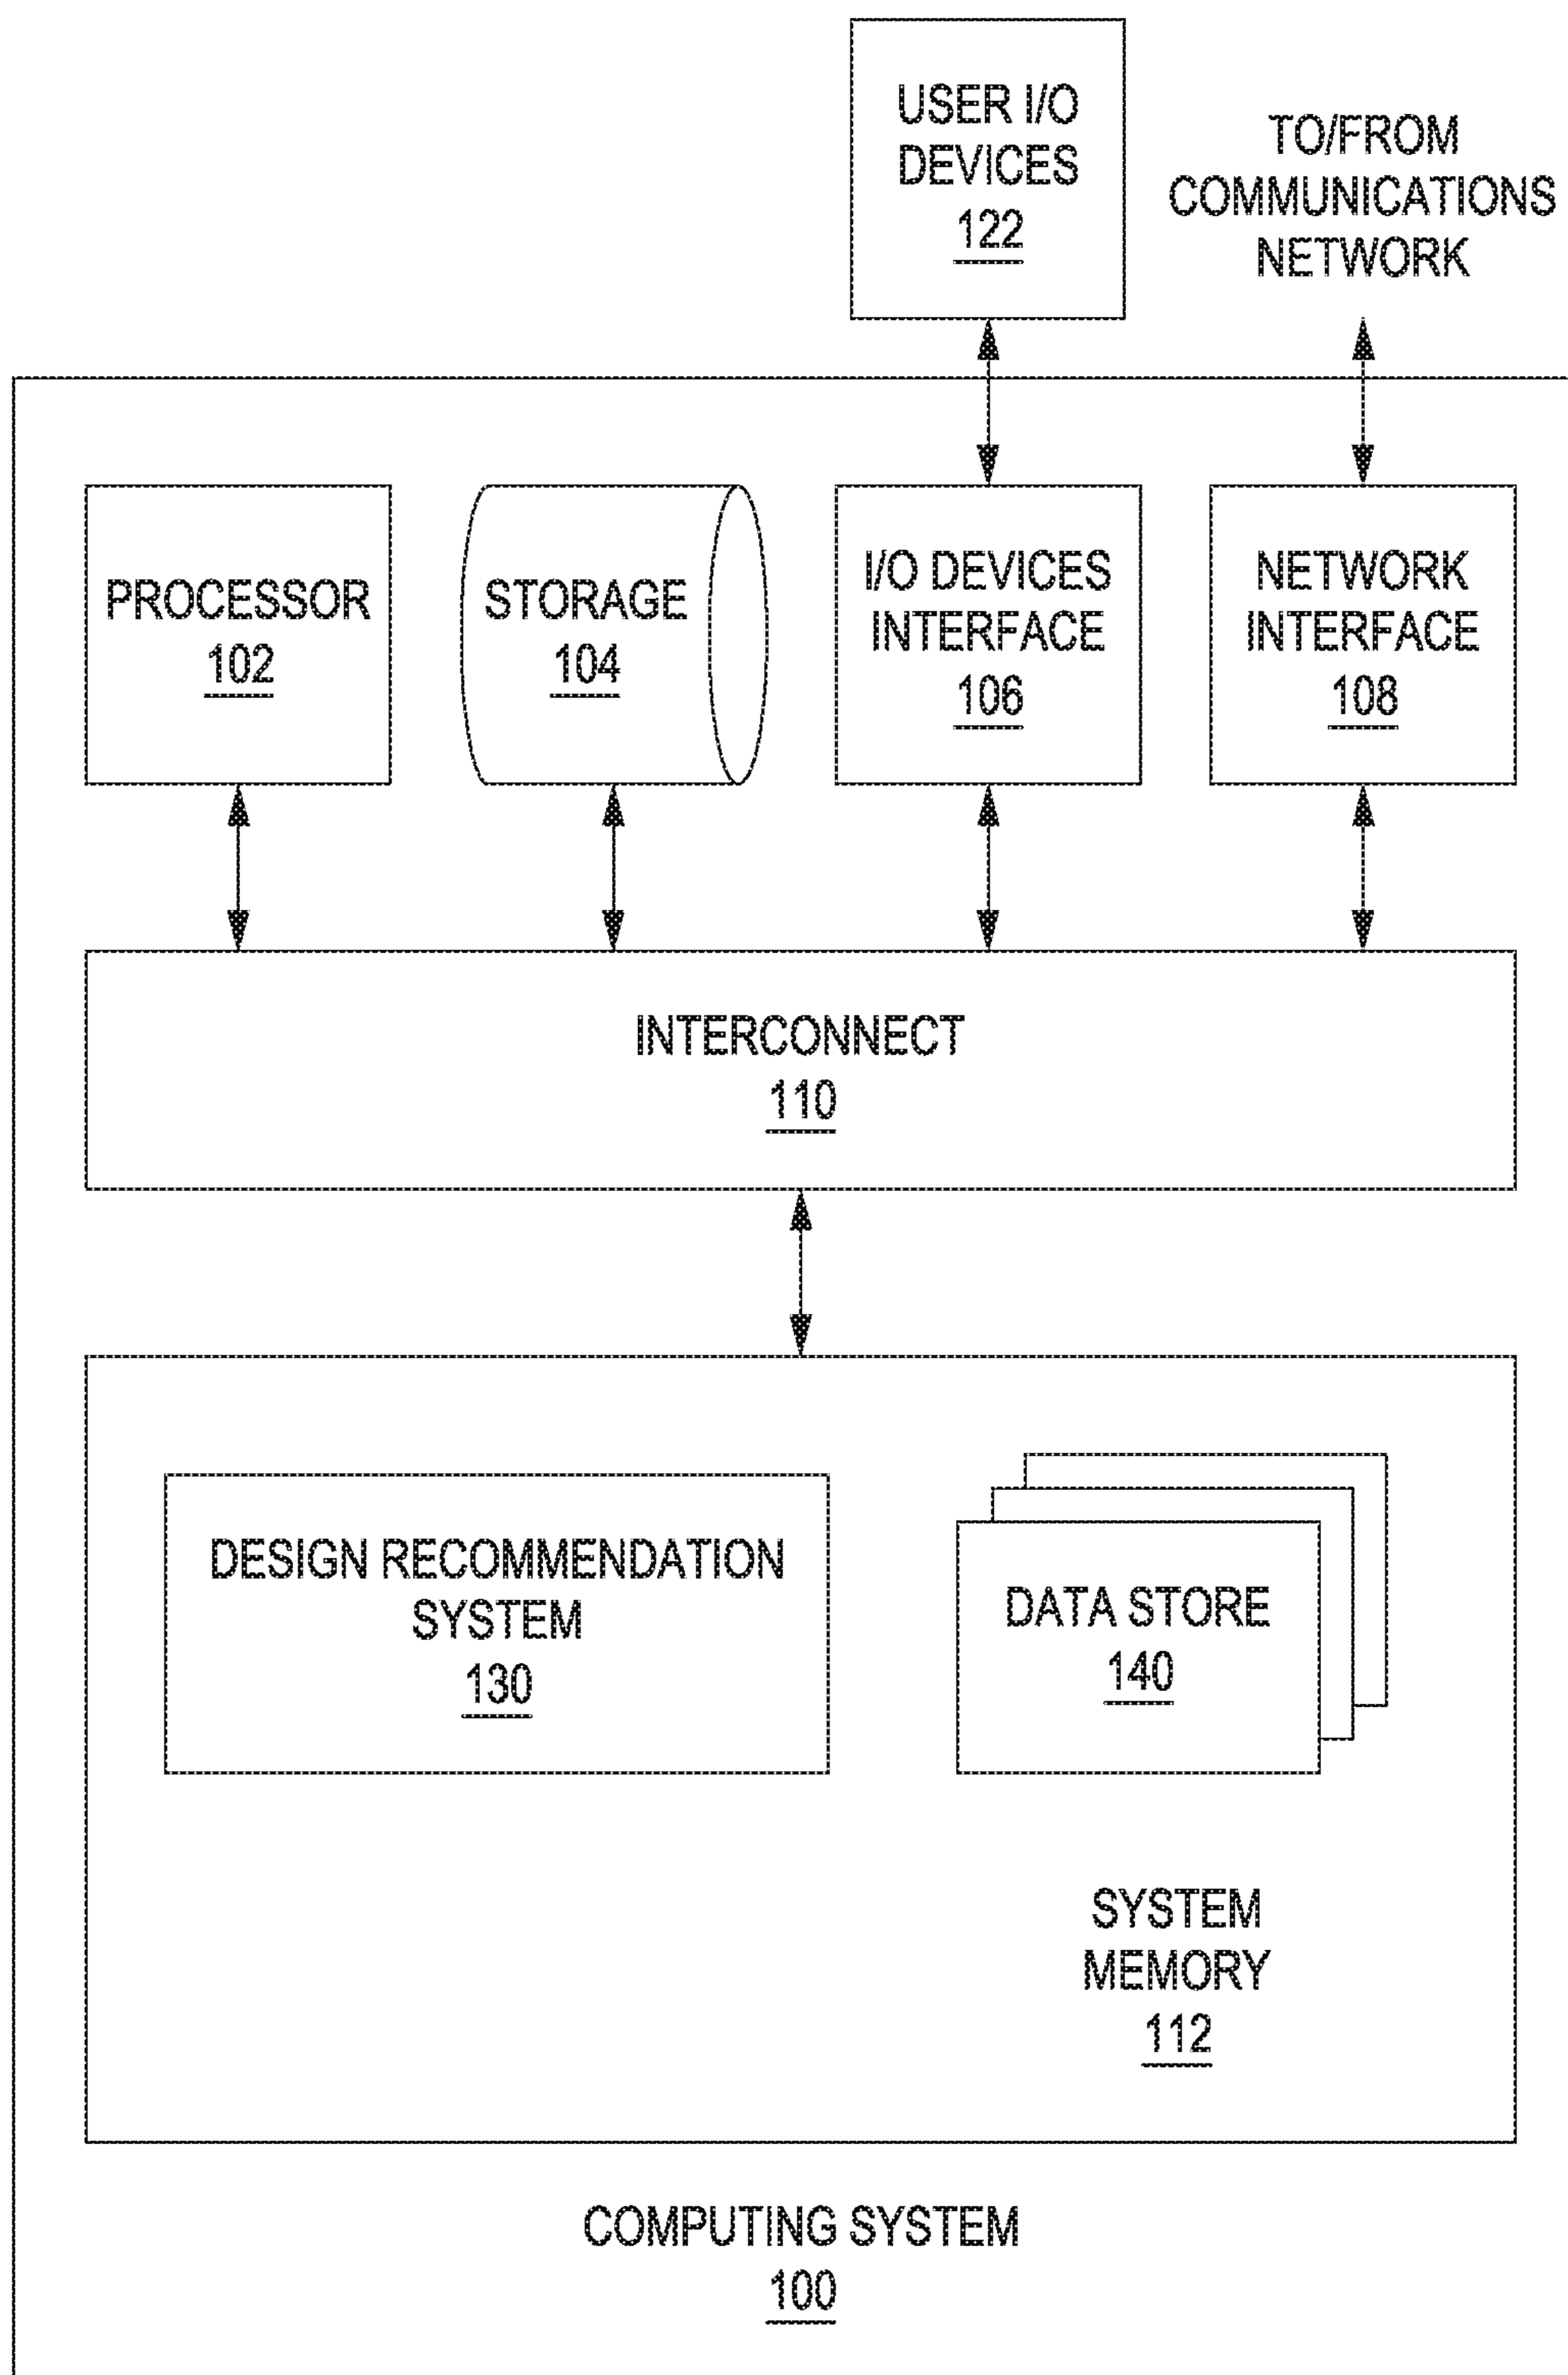 USER I/O
DEVICES
122
TO/FROM
COMMUNICATIONS
NETWORK
PROCESSOR
102
STORAGE
104
I/O DEVICES
INTERFACE
106
NETWORK
INTERFACE
108
INTERCONNECT
110
DESIGN RECOMMENDATION
SYSTEM
130
DATA STORE
140
SYSTEM
MEMORY
112
COMPUTING SYSTEM
100